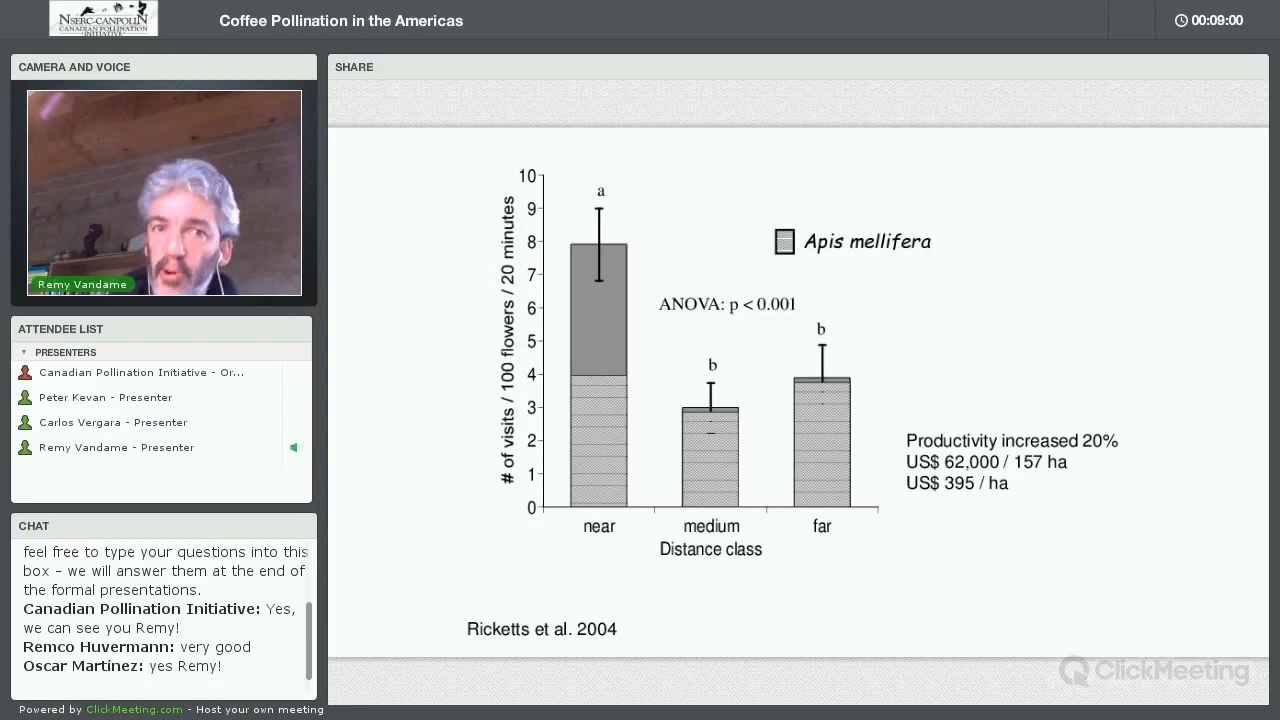 NSERC-CANPOLIN
CANADIAN POLLINATION
INITIATIVE
Coffee Pollination in the Americas
00:09:00
CAMERA AND VOICE
Remy Vandame
ATTENDEE LIST
PRESENTERS
Canadian Pollination Initiative - Or...
Peter Kevan - Presenter
Carlos Vergara - Presenter
Remy Vandame - Presenter
CHAT
feel free to type your questions into this
box - we will answer them at the end of
the formal presentations.
Canadian Pollination Initiative: Yes,
we can see you Remy!
Remco Huvermann: very good
Oscar Martínez: yes Remy!
Powered by ClickMeeting.com - Host your own meeting
SHARE
# of visits / 100 flowers / 20 minutes
10
9
8
7
6
5
4
3
2
1
0
a
b
b
Apis mellifera
ANOVA: p < 0.001
near medium far
Distance class
Productivity increased 20%
US$ 62,000 / 157 ha
US$ 395 / ha
Ricketts et al. 2004
ClickMeeting